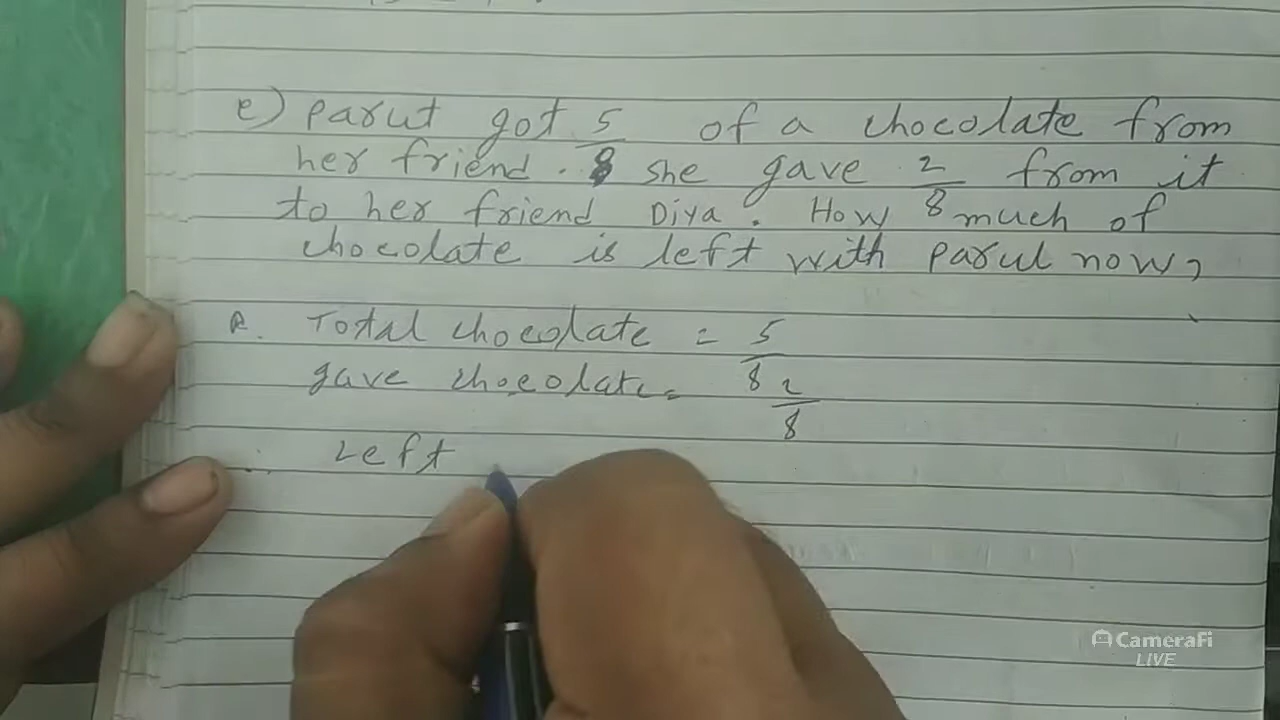 e) Parut got 5/8 of a chocolate from
her friend. She gave 2/8 from it
to her friend Diya. How much of
chocolate is left with parul now,
A. Total chocolate = 5/8
gave chocolate = 2/8
Left
CameraFi
LIVE